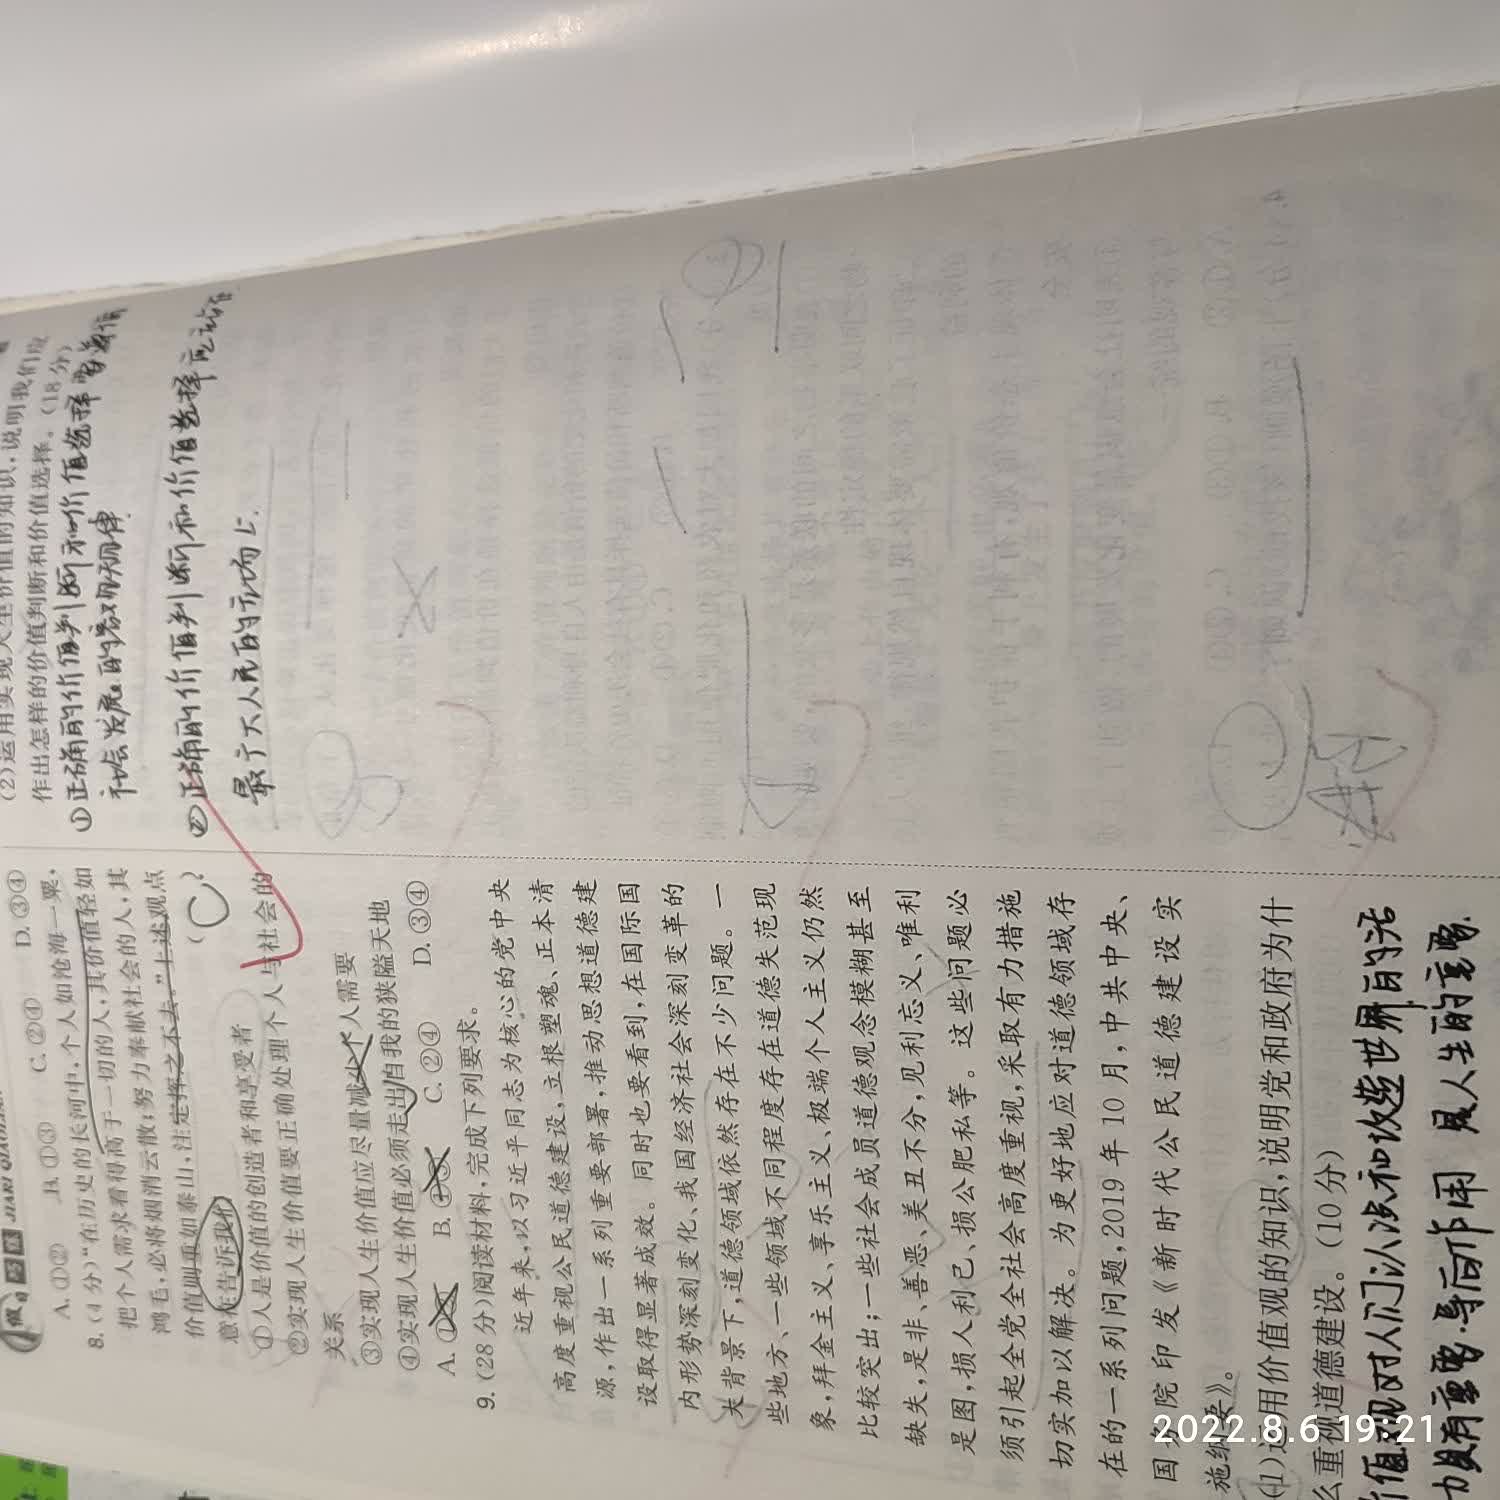 假日
A. ①② B. ①③ C. ②④ D. ③④
8. (4 分)“在历史的长河中,个人如沧海一粟,
把个人需求看得高于一切的人,其价值轻如
鸿毛,必将烟消云散;努力奉献社会的人,其
价值则重如泰山,注定挥之不去。”上述观点
意在告诉我们 ( C )
①人是价值的创造者和享受者
②实现人生价值要正确处理个人与社会的
关系
③实现人生价值应尽量减少个人需要
④实现人生价值必须走出自我的狭隘天地
A. ①② B. ①③ C. ②④ D. ③④
9. (28 分)阅读材料,完成下列要求。
近年来,以习近平同志为核心的党中央
高度重视公民道德建设,立根塑魂、正本清
源,作出一系列重要部署,推动思想道德建
设取得显著成效。同时也要看到,在国际国
内形势深刻变化、我国经济社会深刻变革的
大背景下,道德领域依然存在不少问题。一
些地方、一些领域不同程度存在道德失范现
象,拜金主义、享乐主义、极端个人主义仍然
比较突出;一些社会成员道德观念模糊甚至
缺失,是非、善恶、美丑不分,见利忘义、唯利
是图,损人利己、损公肥私等。这些问题必
须引起全党全社会高度重视,采取有力措施
切实加以解决。为更好地应对道德领域存
在的一系列问题,2019 年 10 月,中共中央、
国务院印发《新时代公民道德建设实
施纲要》。
(1)运用价值观的知识,说明党和政府为什
么重视道德建设。(10 分)
价值观对人们认识和改造世界的活
力具有重要导向作用 是人生的重要
(2)运用实现人生价值的知识,说明我们应
作出怎样的价值判断和价值选择。(18 分)
①正确的价值判断和价值选择 需遵循
社会发展的客观规律
②正确的价值判断和价值选择应站在
最广大人民的立场上.
2022.8.6 19:21